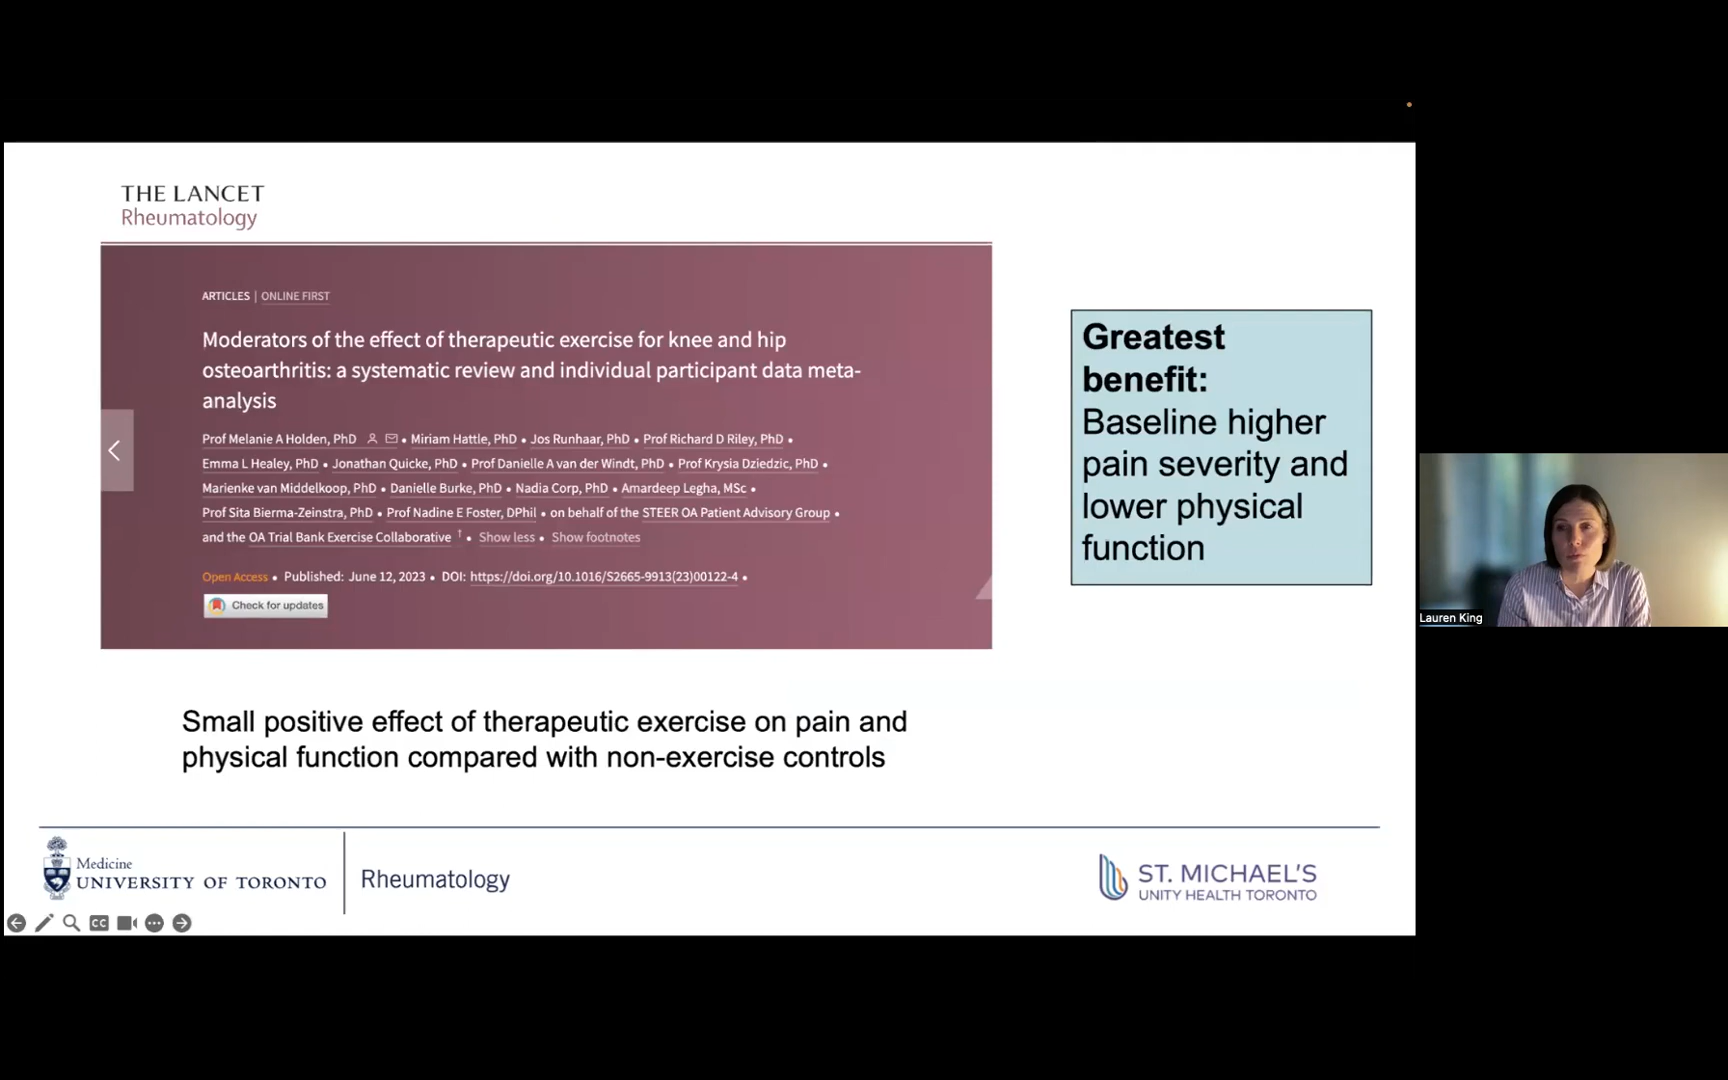 THE LANCET
Rheumatology
ARTICLES | ONLINE FIRST
Moderators of the effect of therapeutic exercise for knee and hip
osteoarthritis: a systematic review and individual participant data meta-
analysis
Prof Melanie A Holden, PhD • Miriam Hattle, PhD • Jos Runhaar, PhD • Prof Richard D Riley, PhD •
Emma L Healey, PhD • Jonathan Quicke, PhD • Prof Danielle A van der Windt, PhD • Prof Krysia Dziedzic, PhD •
Marienke van Middelkoop, PhD • Danielle Burke, PhD • Nadia Corp, PhD • Amardeep Legha, MSc •
Prof Sita Bierma-Zeinstra, PhD • Prof Nadine E Foster, DPhil • on behalf of the STEER OA Patient Advisory Group •
and the OA Trial Bank Exercise Collaborative † • Show less • Show footnotes
Open Access • Published: June 12, 2023 • DOI: https://doi.org/10.1016/S2665-9913(23)00122-4 •
Check for updates
Greatest
benefit:
Baseline higher
pain severity and
lower physical
function
Lauren King
Small positive effect of therapeutic exercise on pain and
physical function compared with non-exercise controls
Medicine
UNIVERSITY OF TORONTO
Rheumatology
ST. MICHAEL'S
UNITY HEALTH TORONTO
CC